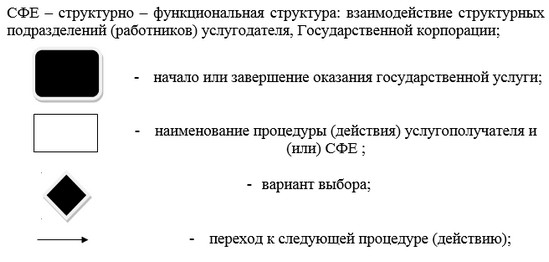 СФЕ – структурно – функциональная структура: взаимодействие структурных
подразделений (работников) услугодателя, Государственной корпорации;
- начало или завершение оказания государственной услуги;
- наименование процедуры (действия) услугополучателя и
(или) СФЕ ;
- вариант выбора;
- переход к следующей процедуре (действию);